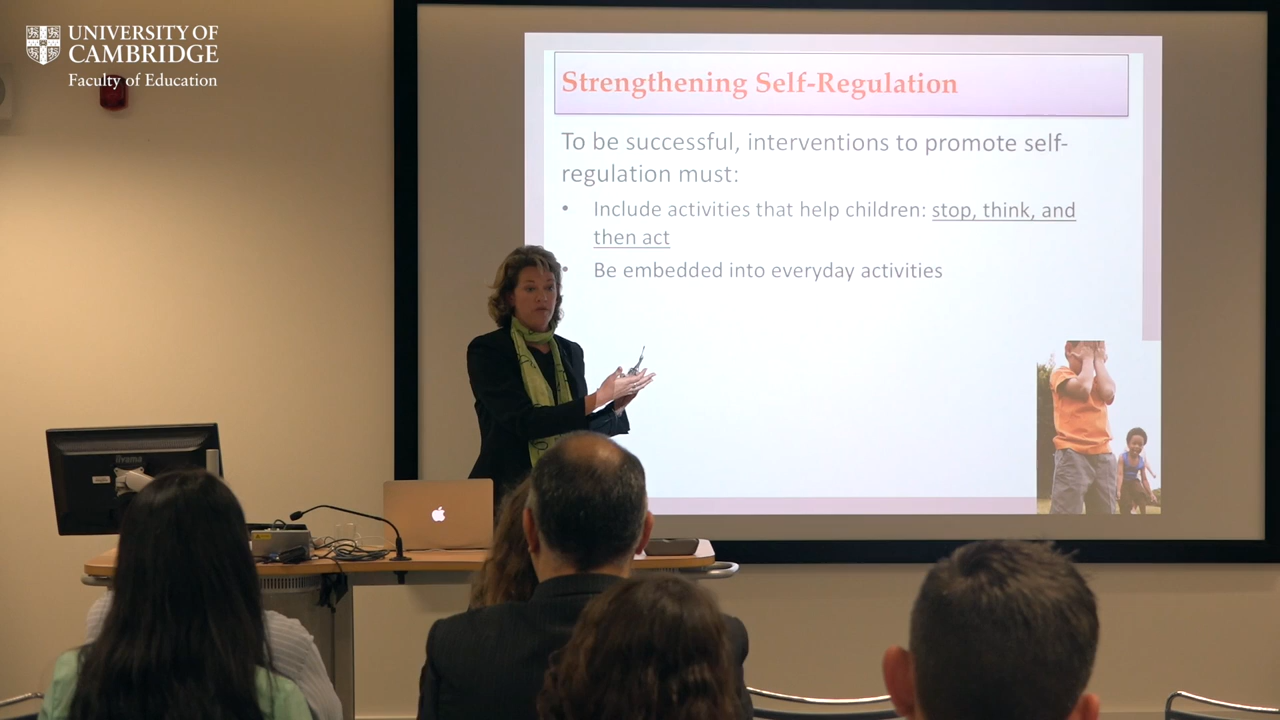 UNIVERSITY OF
CAMBRIDGE
Faculty of Education
Strengthening Self-Regulation
To be successful, interventions to promote self-
regulation must:
• Include activities that help children: stop, think, and
then act
• Be embedded into everyday activities
iiyama